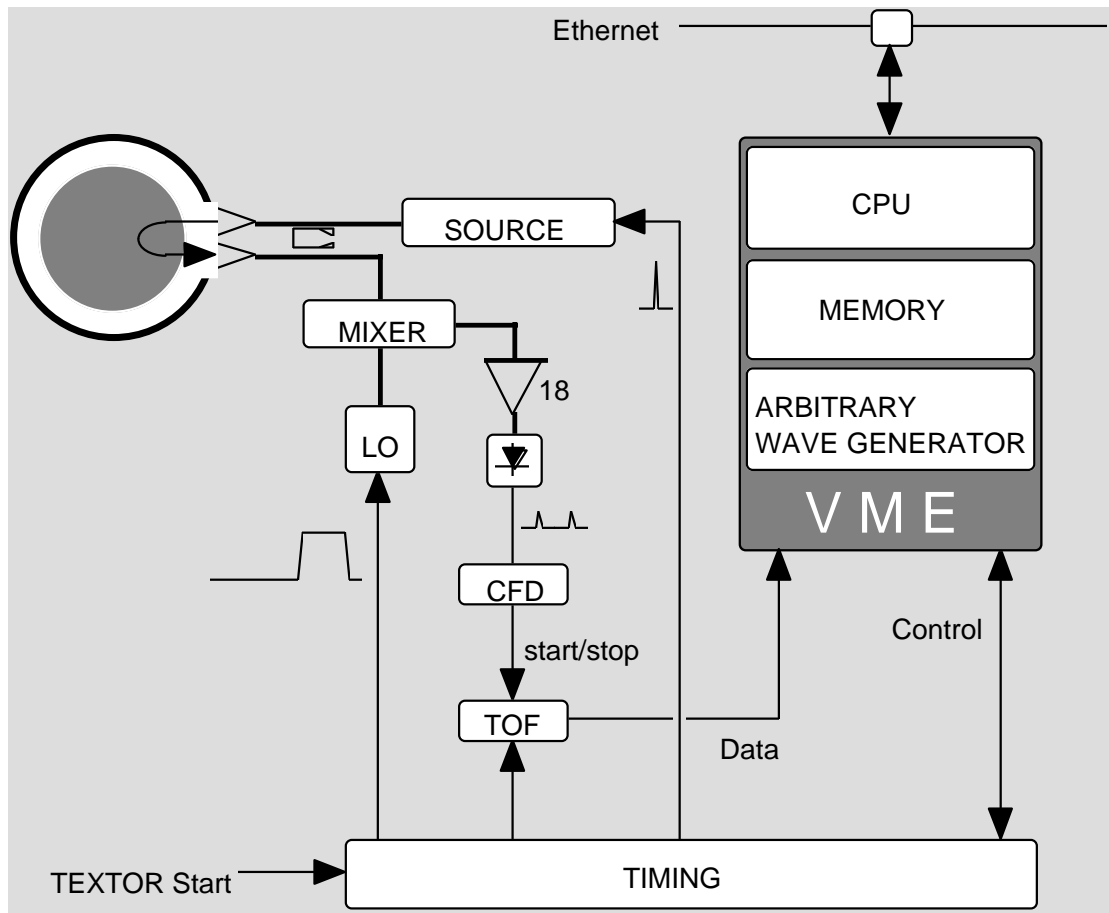 Ethernet
CPU
SOURCE
MEMORY
MIXER
18
ARBITRARY
WAVE GENERATOR
LO
V M E
CFD
Control
start/stop
TOF
Data
TIMING
TEXTOR Start